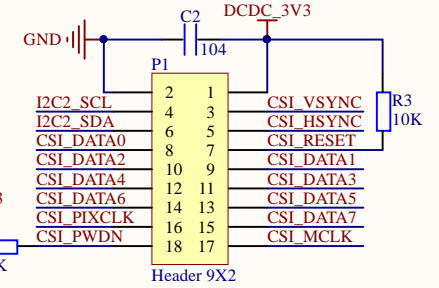 C2
DCDC_3V3
GND
104
P1
2 1
I2C2_SCL 4 3 CSI_VSYNC
R3
I2C2_SDA 6 5 CSI_HSYNC
10K
CSI_DATA0 8 7 CSI_RESET
CSI_DATA2 10 9 CSI_DATA1
CSI_DATA4 12 11 CSI_DATA3
CSI_DATA6 14 13 CSI_DATA5
CSI_PIXCLK 16 15 CSI_DATA7
CSI_PWDN 18 17 CSI_MCLK
K
Header 9X2